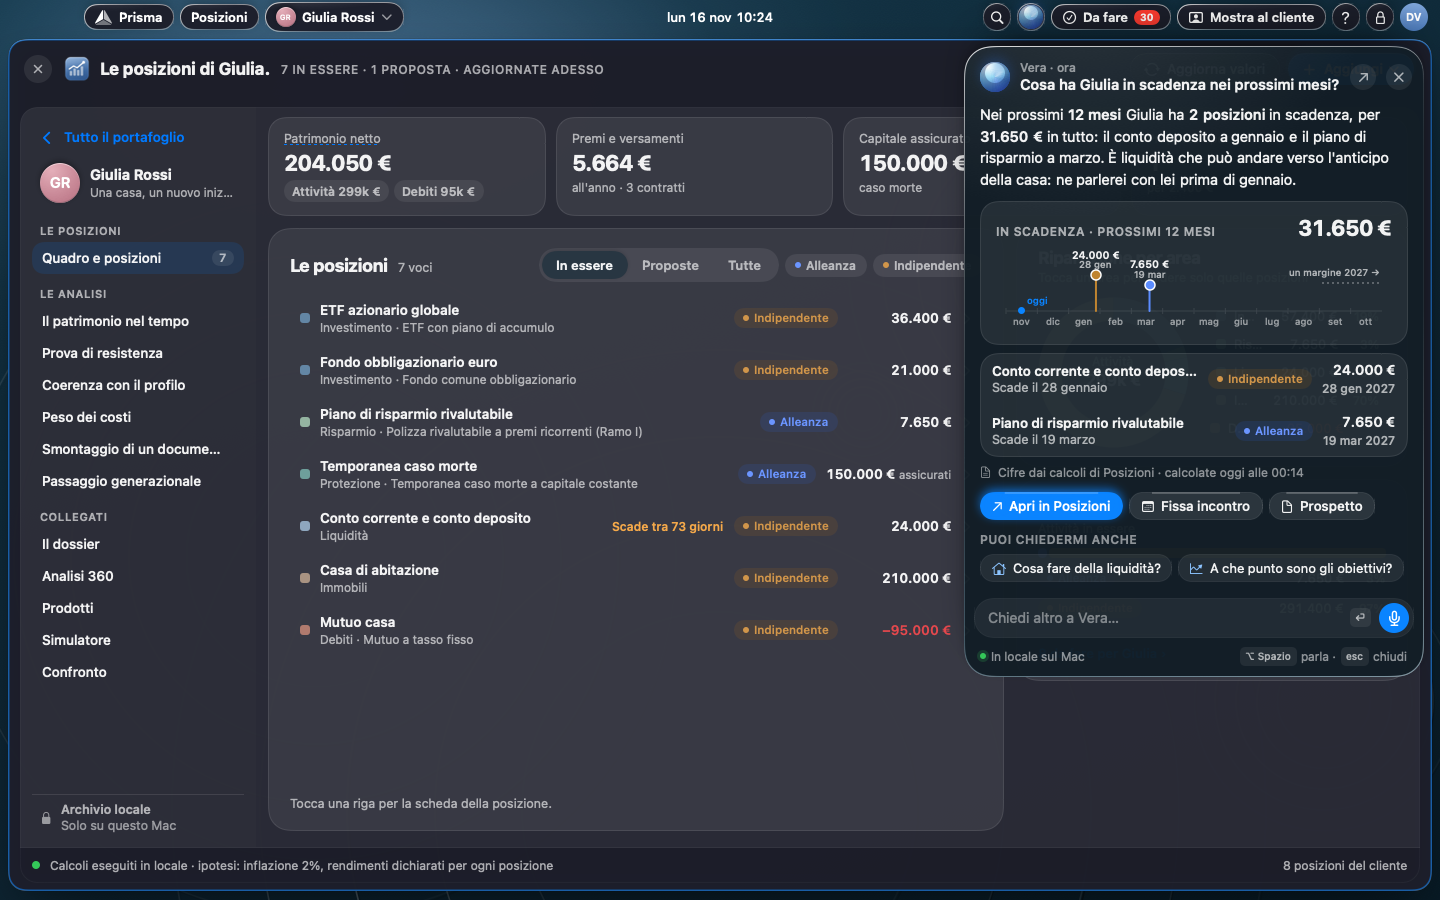 Prisma
Posizioni
GR Giulia Rossi
lun 16 nov 10:24
Da fare 30
Mostra al cliente
?
DV
Le posizioni di Giulia.
7 IN ESSERE · 1 PROPOSTA · AGGIORNATE ADESSO
Tutto il portafoglio
GR
Giulia Rossi
Una casa, un nuovo iniz...
LE POSIZIONI
Quadro e posizioni 7
LE ANALISI
Il patrimonio nel tempo
Prova di resistenza
Coerenza con il profilo
Peso dei costi
Smontaggio di un docume...
Passaggio generazionale
COLLEGATI
Il dossier
Analisi 360
Prodotti
Simulatore
Confronto
Archivio locale
Solo su questo Mac
Patrimonio netto
204.050 €
Attività 299k €
Debiti 95k €
Premi e versamenti
5.664 €
all'anno · 3 contratti
Capitale assicurat
150.000 €
caso morte
Le posizioni 7 voci
In essere
Proposte
Tutte
Alleanza
Indipendent
ETF azionario globale
Investimento · ETF con piano di accumulo
Indipendente
36.400 €
Fondo obbligazionario euro
Investimento · Fondo comune obbligazionario
Indipendente
21.000 €
Piano di risparmio rivalutabile
Risparmio · Polizza rivalutabile a premi ricorrenti (Ramo I)
Alleanza
7.650 €
Temporanea caso morte
Protezione · Temporanea caso morte a capitale costante
Alleanza
150.000 € assicurati
Conto corrente e conto deposito
Liquidità
Scade tra 73 giorni
Indipendente
24.000 €
Casa di abitazione
Immobili
Indipendente
210.000 €
Mutuo casa
Debiti · Mutuo a tasso fisso
Indipendente
−95.000 €
Tocca una riga per la scheda della posizione.
Vera · ora
Cosa ha Giulia in scadenza nei prossimi mesi?
Nei prossimi 12 mesi Giulia ha 2 posizioni in scadenza, per
31.650 € in tutto: il conto deposito a gennaio e il piano di
risparmio a marzo. È liquidità che può andare verso l'anticipo
della casa: ne parlerei con lei prima di gennaio.
IN SCADENZA · PROSSIMI 12 MESI
31.650 €
24.000 €
28 gen
7.650 €
19 mar
un margine 2027 →
oggi
nov dic gen feb mar apr mag giu lug ago set ott
Conto corrente e conto depos...
Scade il 28 gennaio
Indipendente
24.000 €
28 gen 2027
Piano di risparmio rivalutabile
Scade il 19 marzo
Alleanza
7.650 €
19 mar 2027
Cifre dai calcoli di Posizioni · calcolate oggi alle 00:14
Apri in Posizioni
Fissa incontro
Prospetto
PUOI CHIEDERMI ANCHE
Cosa fare della liquidità?
A che punto sono gli obiettivi?
Chiedi altro a Vera...
In locale sul Mac
⌥ Spazio parla · esc chiudi
Calcoli eseguiti in locale · ipotesi: inflazione 2%, rendimenti dichiarati per ogni posizione
8 posizioni del cliente